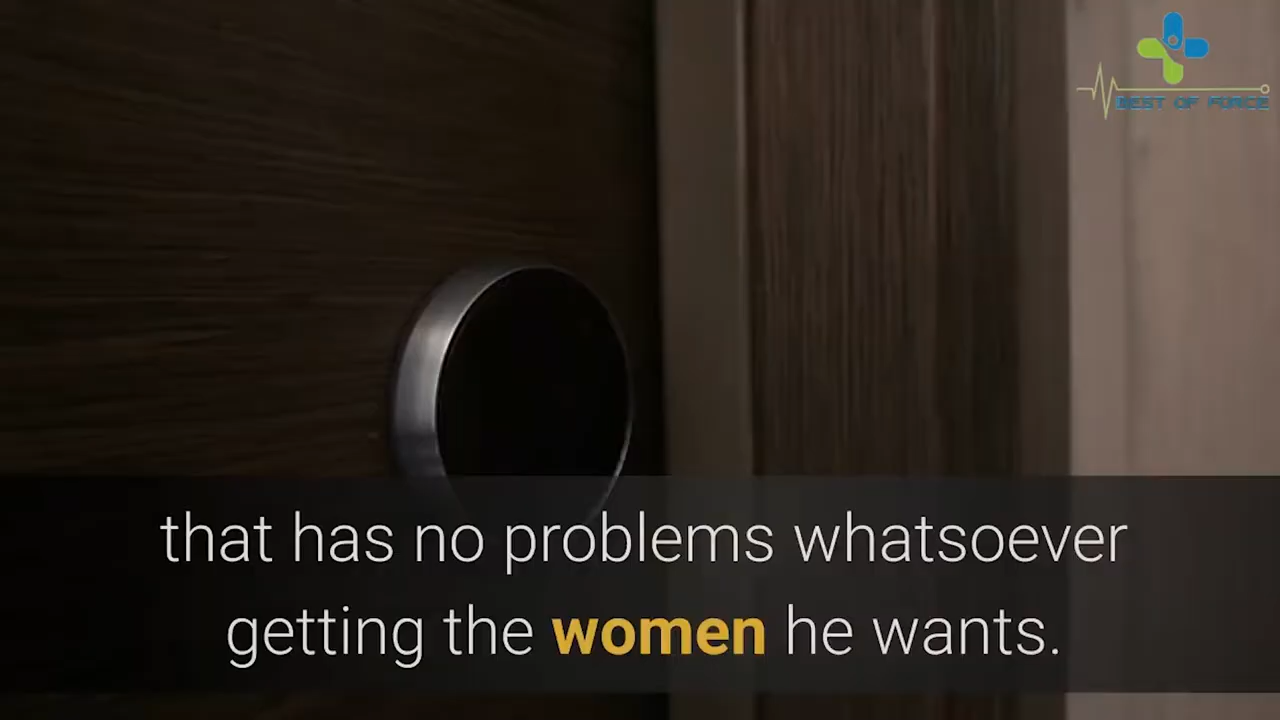 BEST OF FORCE
that has no problems whatsoever
getting the women he wants.